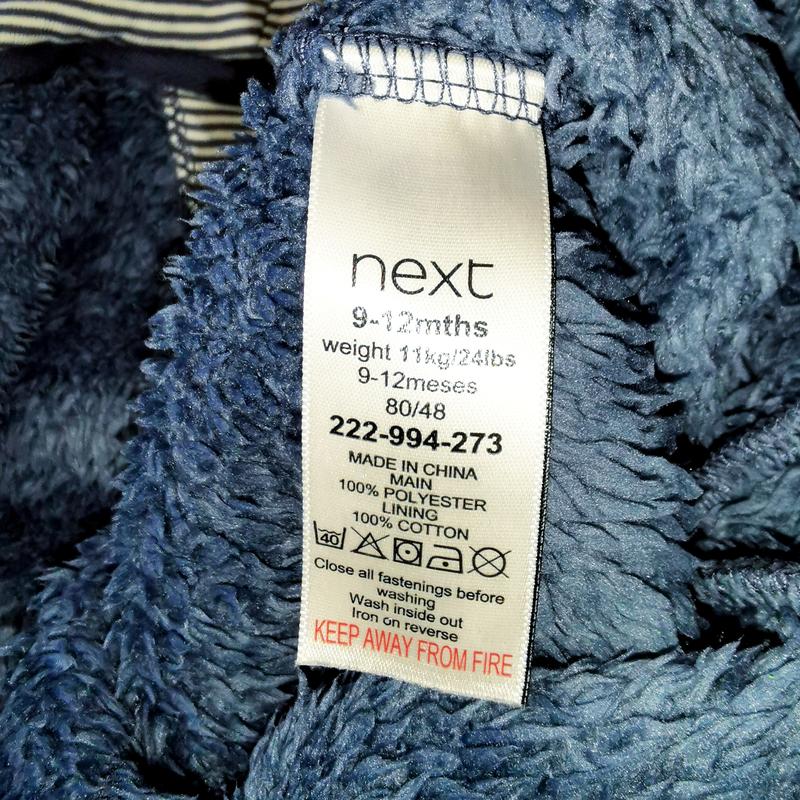 next
9-12mths
weight 11kg/24lbs
9-12meses
80/48
222-994-273
MADE IN CHINA
MAIN
100% POLYESTER
LINING
100% COTTON
40
Close all fastenings before
washing
Wash inside out
Iron on reverse
KEEP AWAY FROM FIRE